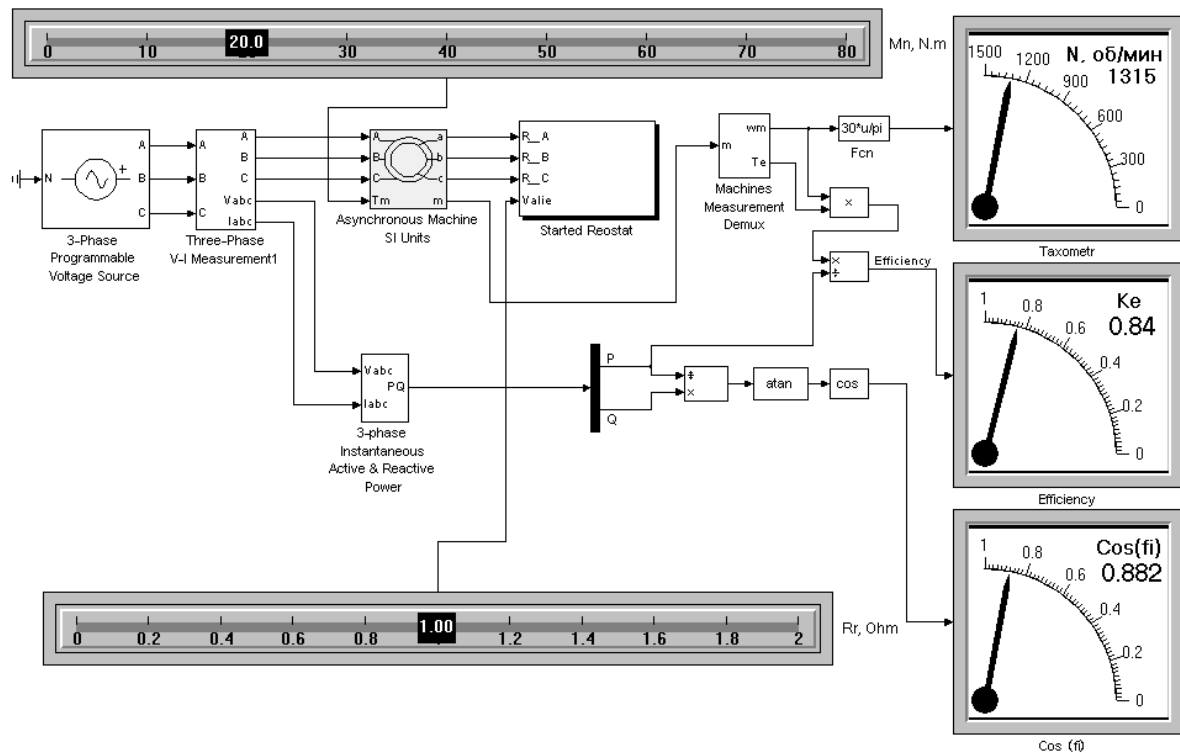 20.0
0 10 30 40 50 60 70 80
Mn, N.m
N, об/мин
1315
1500
1200
900
600
300
0
Taxometr
N
A
B
C
3-Phase
Programmable
Voltage Source
A
B
C
A
B
C
Vabc
Iabc
Three-Phase
V-I Measurement1
A
B
C
Tm
a
b
c
m
Asynchronous Machine
SI Units
R_A
R_B
R_C
Valie
Started Reostat
m
wm
Te
Machines
Measurement
Demux
30*u/pi
Fcn
×
×
÷
Efficiency
Ke
0.84
1
0.8
0.6
0.4
0.2
0
Efficiency
Vabc
Iabc
PQ
3-phase
Instantaneous
Active & Reactive
Power
P
Q
÷
×
atan
cos
Cos(fi)
0.882
1
0.8
0.6
0.4
0.2
0
Cos (fi)
1.00
0 0.2 0.4 0.6 0.8 1.2 1.4 1.6 1.8 2
Rr, Ohm